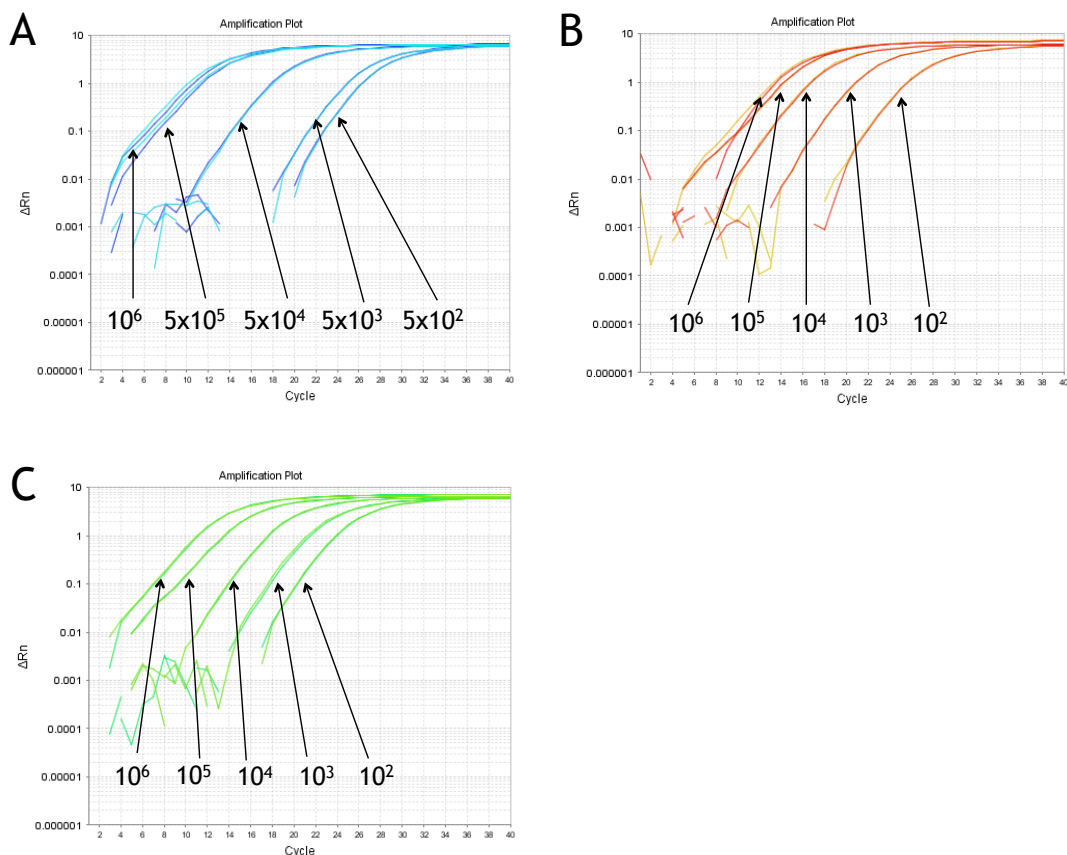 A
Amplification Plot
10
1
0.1
0.01
0.001
0.0001
0.00001
0.000001
ΔRn
10⁶ 5x10⁵ 5x10⁴ 5x10³ 5x10²
2 4 6 8 10 12 14 16 18 20 22 24 26 28 30 32 34 36 38 40
Cycle
B
Amplification Plot
10
1
0.1
0.01
0.001
0.0001
0.00001
0.000001
ΔRn
10⁶ 10⁵ 10⁴ 10³ 10²
2 4 6 8 10 12 14 16 18 20 22 24 26 28 30 32 34 36 38 40
Cycle
C
Amplification Plot
10
1
0.1
0.01
0.001
0.0001
0.00001
0.000001
ΔRn
10⁶ 10⁵ 10⁴ 10³ 10²
2 4 6 8 10 12 14 16 18 20 22 24 26 28 30 32 34 36 38 40
Cycle